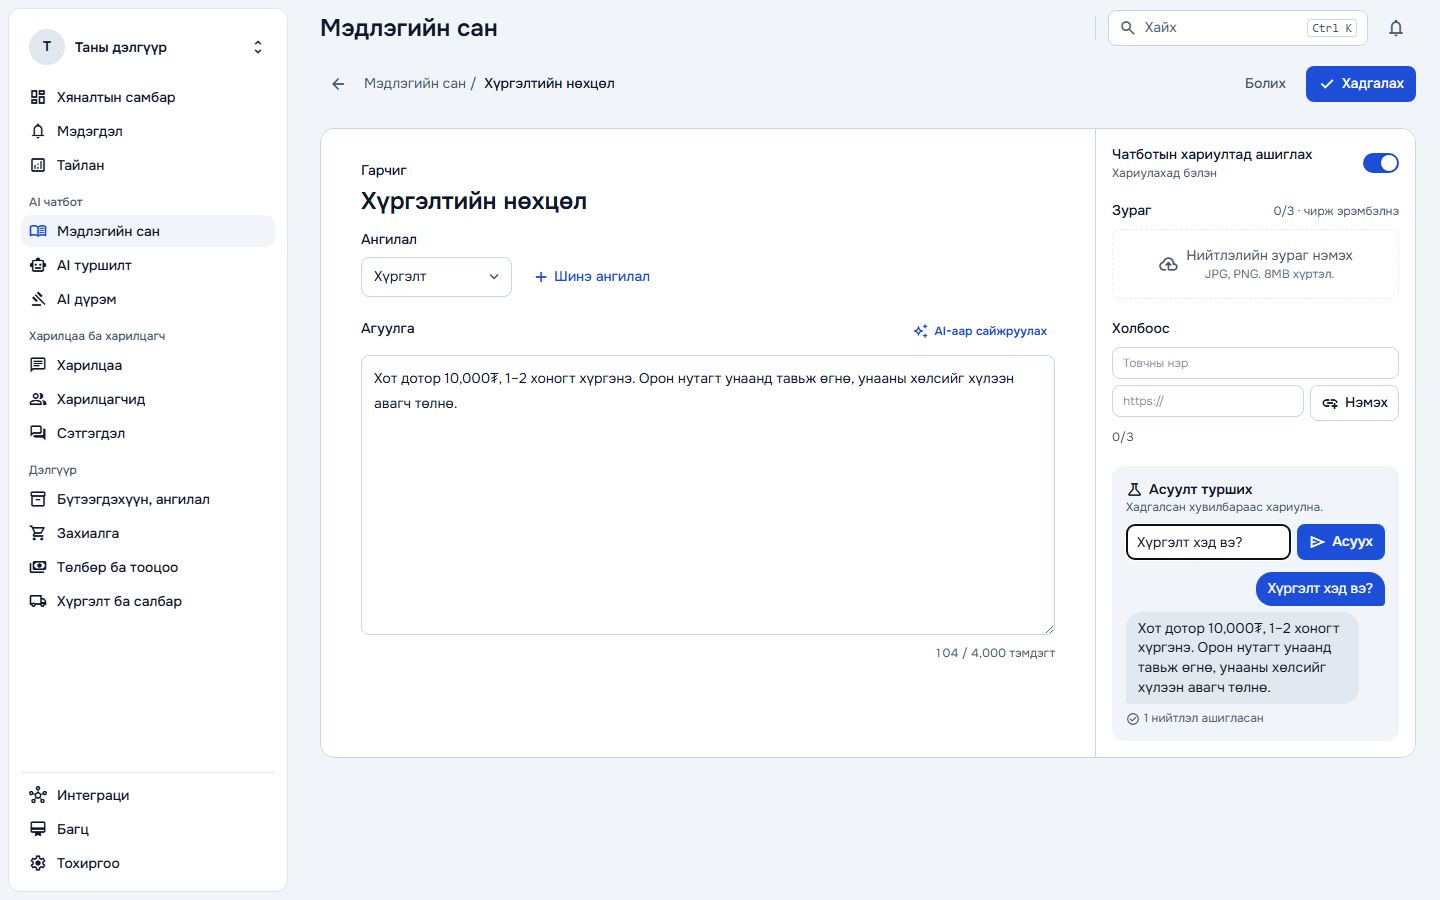 Т
Таны дэлгүүр
Хяналтын самбар
Мэдэгдэл
Тайлан
AI чатбот
Мэдлэгийн сан
AI туршилт
AI дүрэм
Харилцаа ба харилцагч
Харилцаа
Харилцагчид
Сэтгэгдэл
Дэлгүүр
Бүтээгдэхүүн, ангилал
Захиалга
Төлбөр ба тооцоо
Хүргэлт ба салбар
Интеграци
Багц
Тохиргоо
Мэдлэгийн сан
Хайх
Ctrl K
Мэдлэгийн сан / Хүргэлтийн нөхцөл
Болих
Хадгалах
Гарчиг
Хүргэлтийн нөхцөл
Ангилал
Хүргэлт
Шинэ ангилал
Агуулга
AI-аар сайжруулах
Хот дотор 10,000₮, 1–2 хоногт хүргэнэ. Орон нутагт унаанд тавьж өгнө, унааны хөлсийг хүлээн
авагч төлнө.
104 / 4,000 тэмдэгт
Чатботын хариултад ашиглах
Хариулахад бэлэн
Зураг
0/3 · чирж эрэмбэлнэ
Нийтлэлийн зураг нэмэх
JPG, PNG. 8MB хүртэл.
Холбоос
Товчны нэр
https://
Нэмэх
0/3
Асуулт турших
Хадгалсан хувилбараас хариулна.
Хүргэлт хэд вэ?
Асуух
Хүргэлт хэд вэ?
Хот дотор 10,000₮, 1–2 хоногт
хүргэнэ. Орон нутагт унаанд
тавьж өгнө, унааны хөлсийг
хүлээн авагч төлнө.
1 нийтлэл ашигласан